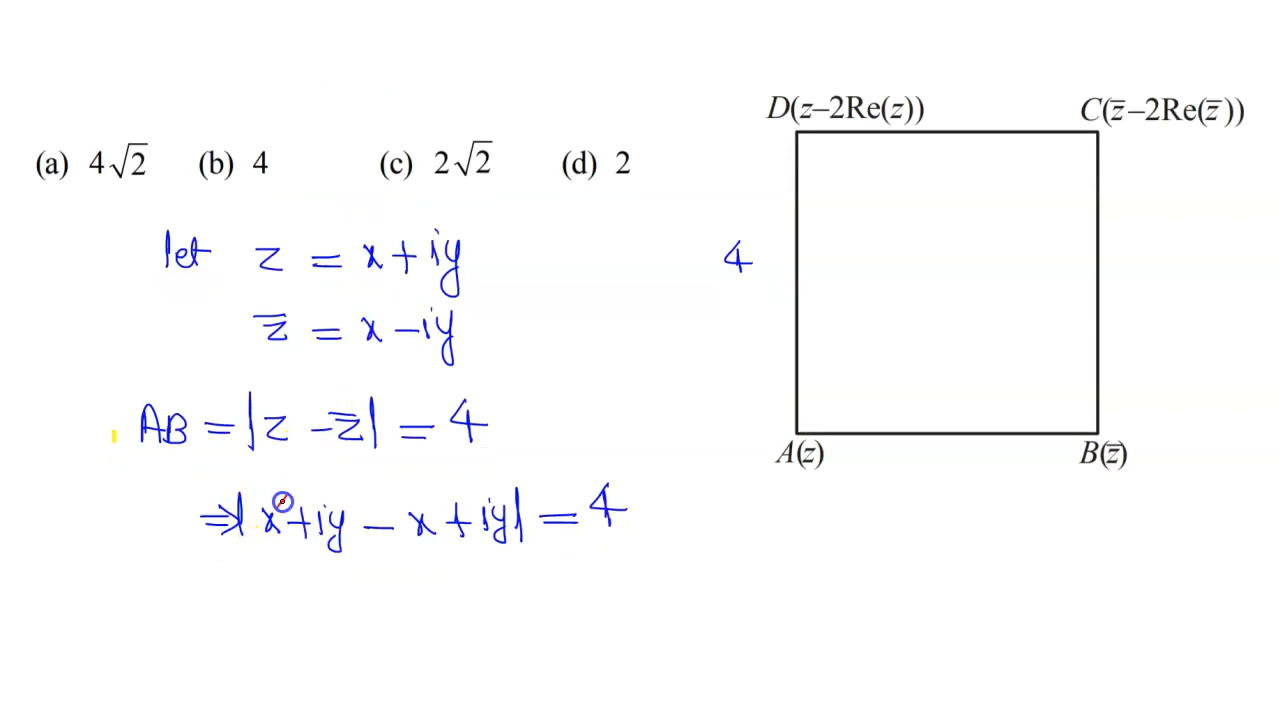 D(z–2Re(z)) C(z̅–2Re(z̅))
(a) 4√2 (b) 4 (c) 2√2 (d) 2
let z = x + iy
4
z̅ = x – iy
AB = |z – z̅| = 4
A(z) B(z̅)
⇒ |x + iy – x + iy| = 4